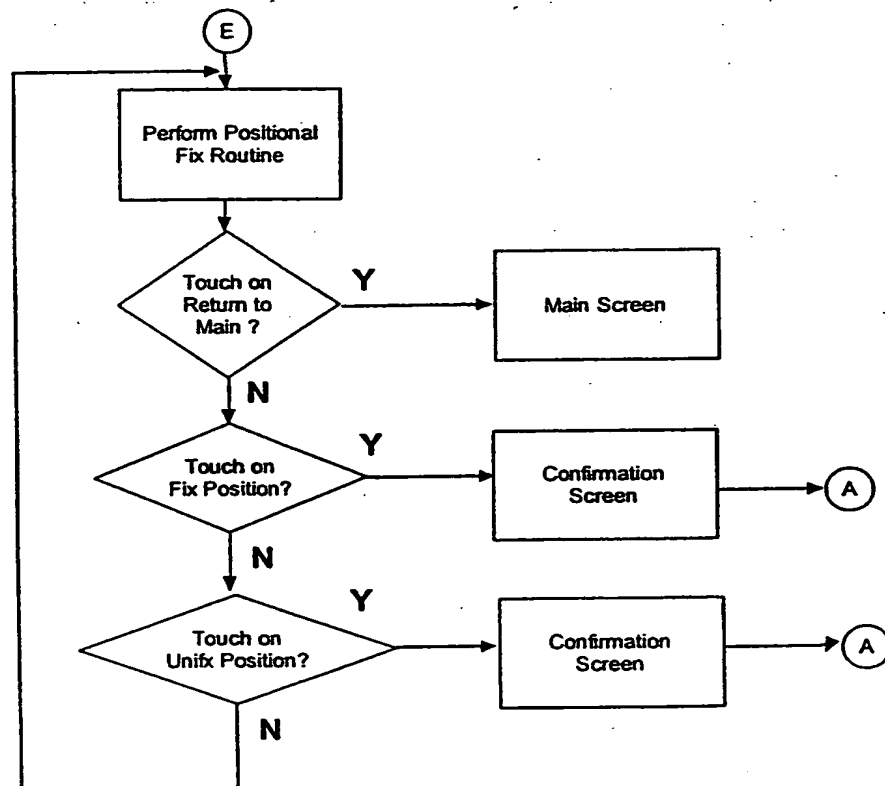 E
Perform Positional
Fix Routine
Touch on
Return to
Main ?
Y
Main Screen
N
Touch on
Fix Position?
Y
Confirmation
Screen
A
N
Touch on
Unifx Position?
Y
Confirmation
Screen
A
N